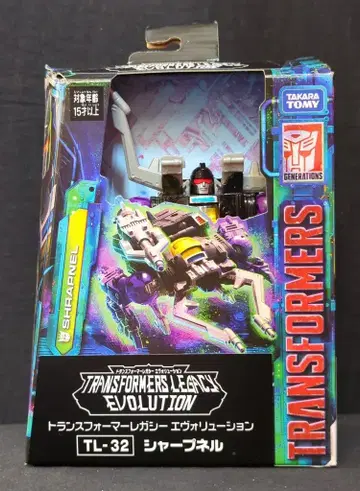 対象年齢
15才以上
TAKARA
TOMY
GENERATIONS
TRANSFORMERS
SHRAPNEL
トランスフォーマーレガシー エヴォリューション
TRANSFORMERS LEGACY
EVOLUTION
トランスフォーマーレガシー エヴォリューション
TL-32 シャープネル